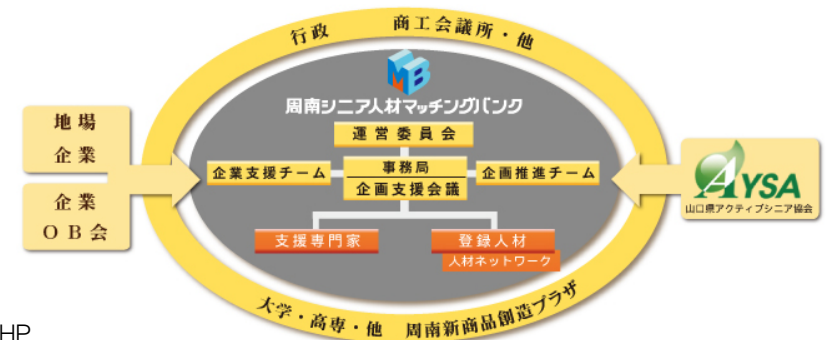 行政 商工会議所・他
MB
周南シニア人材マッチングバンク
運営委員会
地場
企業
企業
OB会
企業支援チーム
事務局
企画支援会議
企画推進チーム
AYSA
山口県アクティブシニア協会
支援専門家
登録人材
人材ネットワーク
大学・高専・他 周南新商品創造プラザ
HP